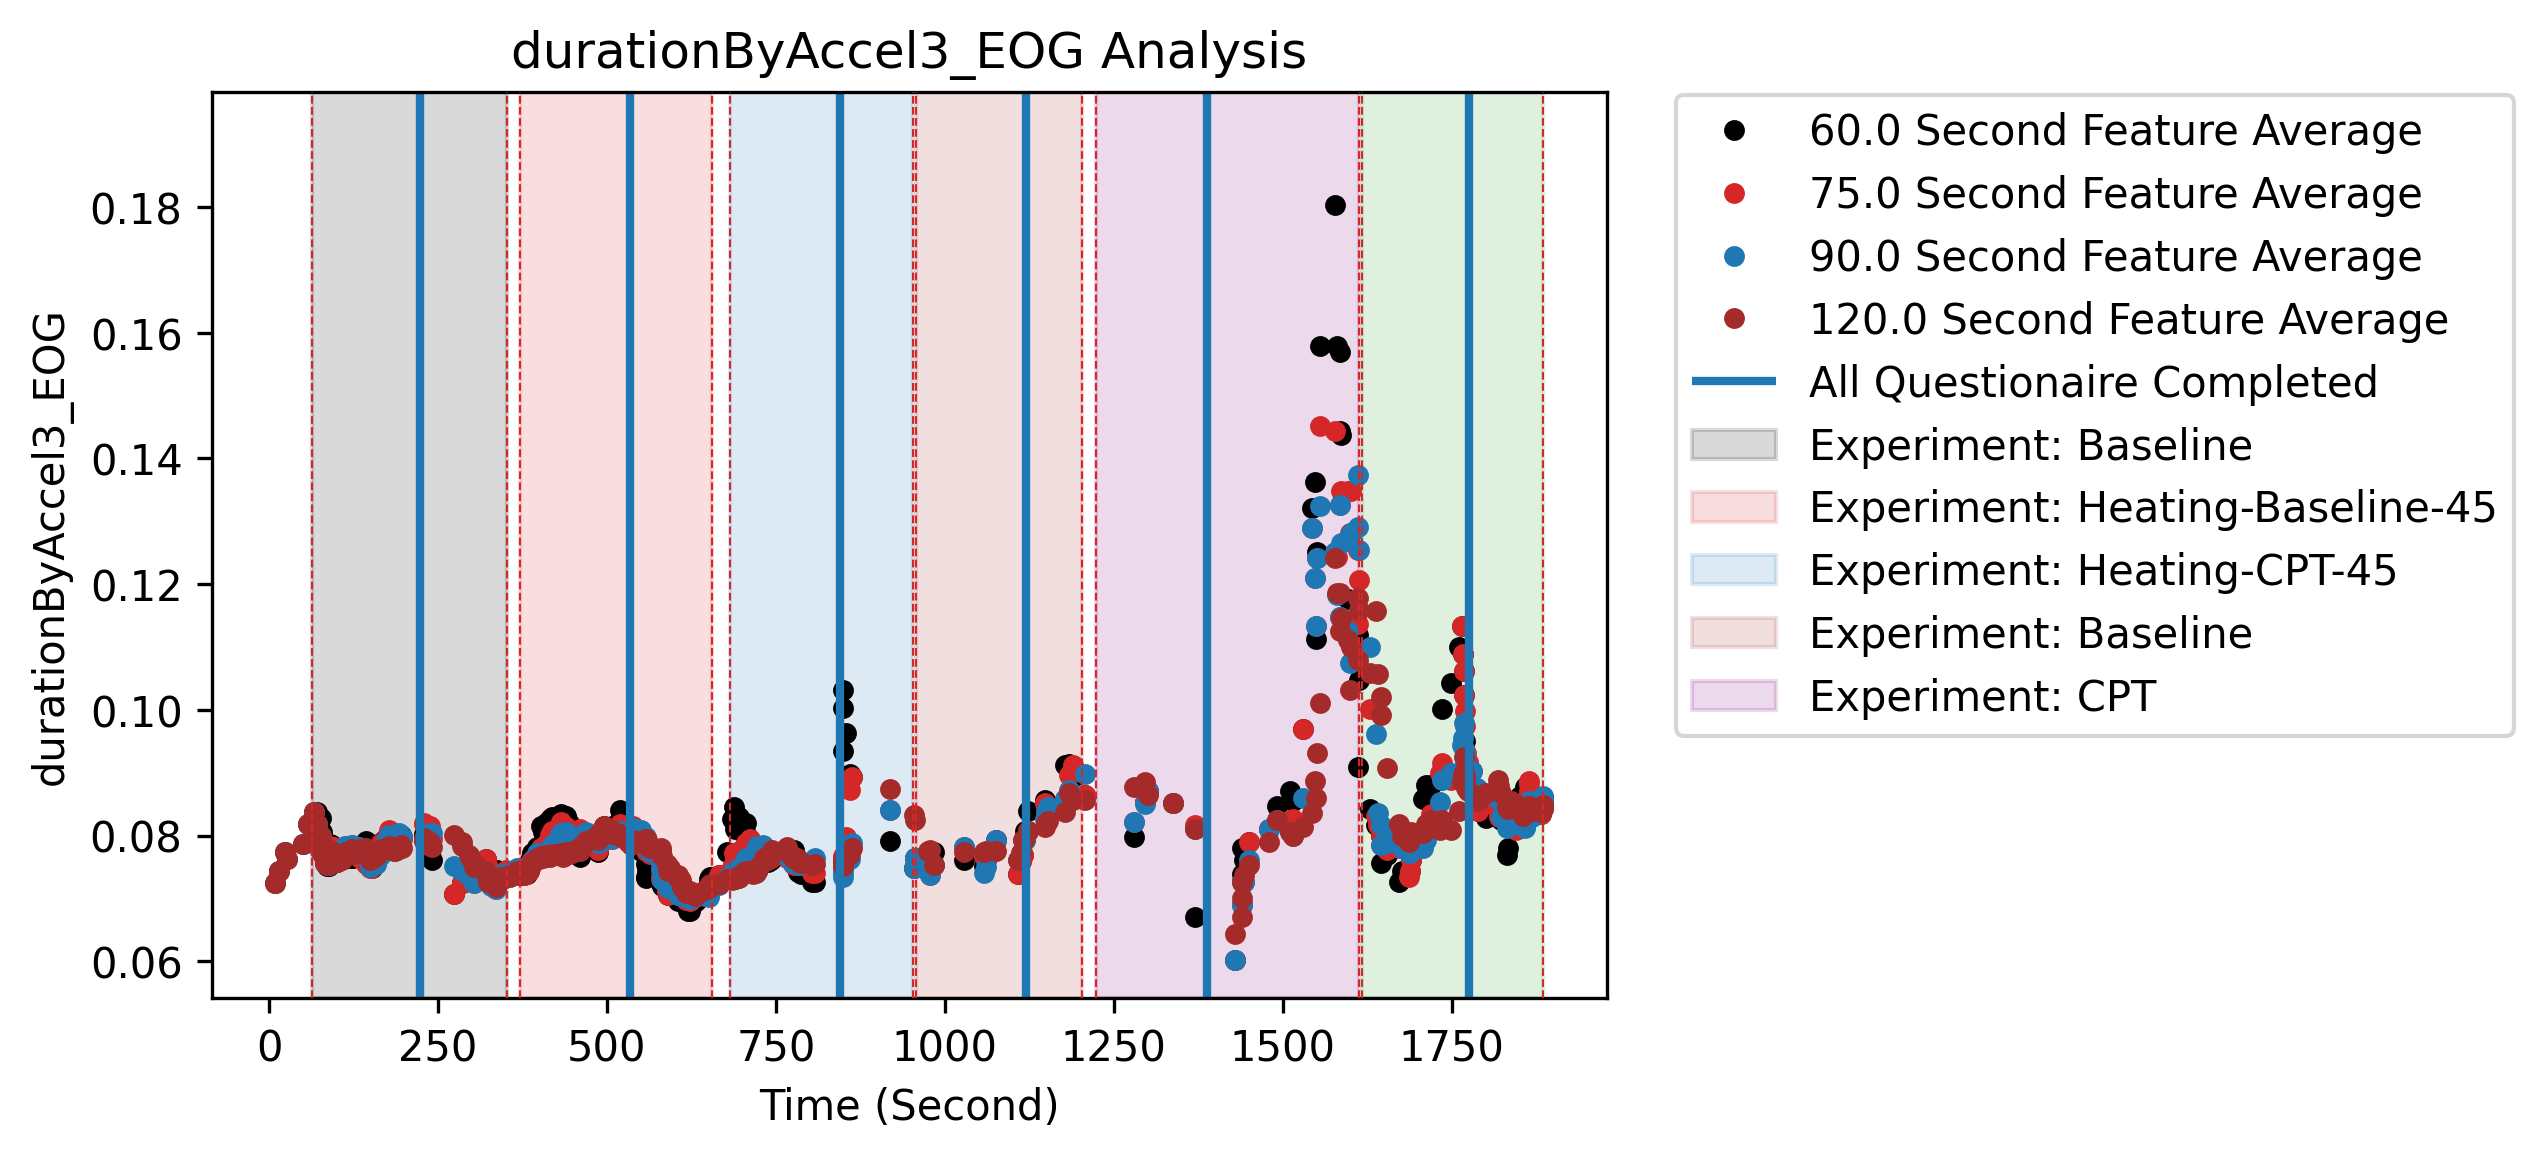 durationByAccel3_EOG Analysis
durationByAccel3_EOG
0.18
0.16
0.14
0.12
0.10
0.08
0.06
0
250
500
750
1000
1250
1500
1750
Time (Second)
60.0 Second Feature Average
75.0 Second Feature Average
90.0 Second Feature Average
120.0 Second Feature Average
All Questionaire Completed
Experiment: Baseline
Experiment: Heating-Baseline-45
Experiment: Heating-CPT-45
Experiment: Baseline
Experiment: CPT